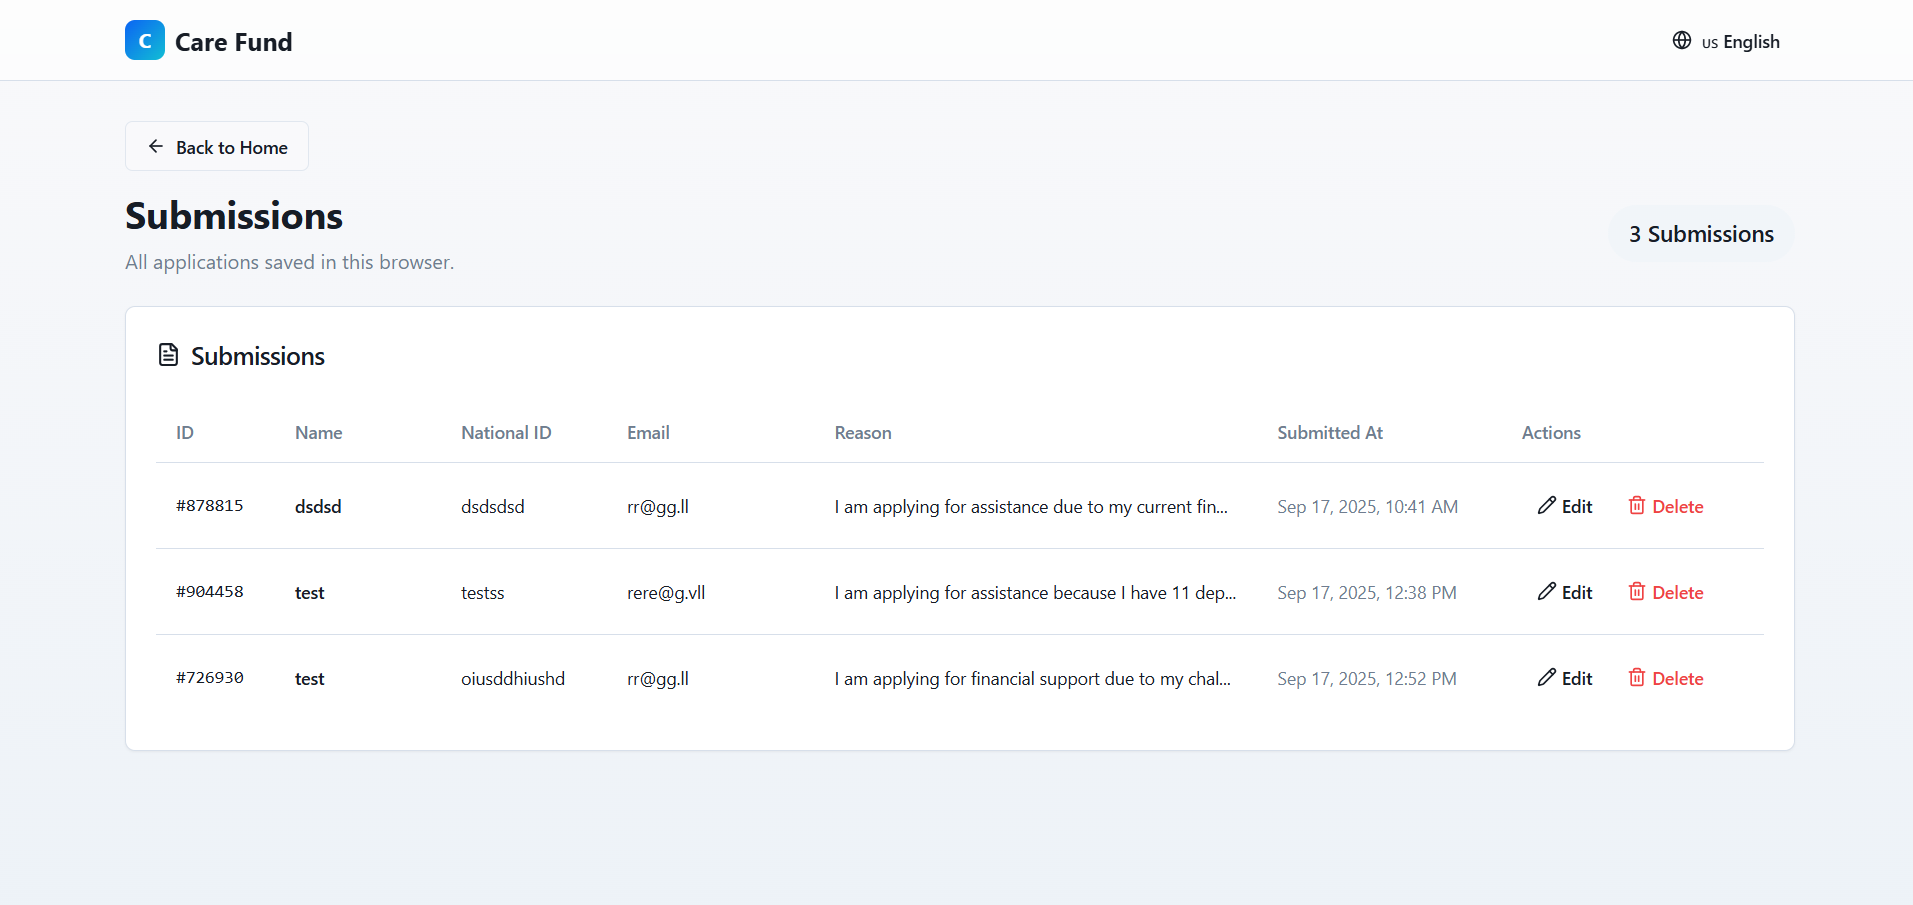 C Care Fund
us English
Back to Home
Submissions
All applications saved in this browser.
3 Submissions
Submissions
ID Name National ID Email Reason Submitted At Actions
#878815 dsdsd dsdsdsd rr@gg.ll I am applying for assistance due to my current fin... Sep 17, 2025, 10:41 AM Edit Delete
#904458 test testss rere@g.vll I am applying for assistance because I have 11 dep... Sep 17, 2025, 12:38 PM Edit Delete
#726930 test oiusddhiushd rr@gg.ll I am applying for financial support due to my chal... Sep 17, 2025, 12:52 PM Edit Delete